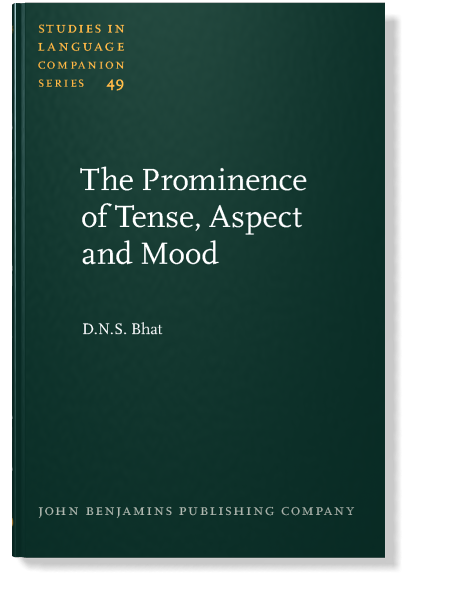 STUDIES IN
LANGUAGE
COMPANION
SERIES 49
The Prominence
of Tense, Aspect
and Mood
D.N.S. Bhat
JOHN BENJAMINS PUBLISHING COMPANY